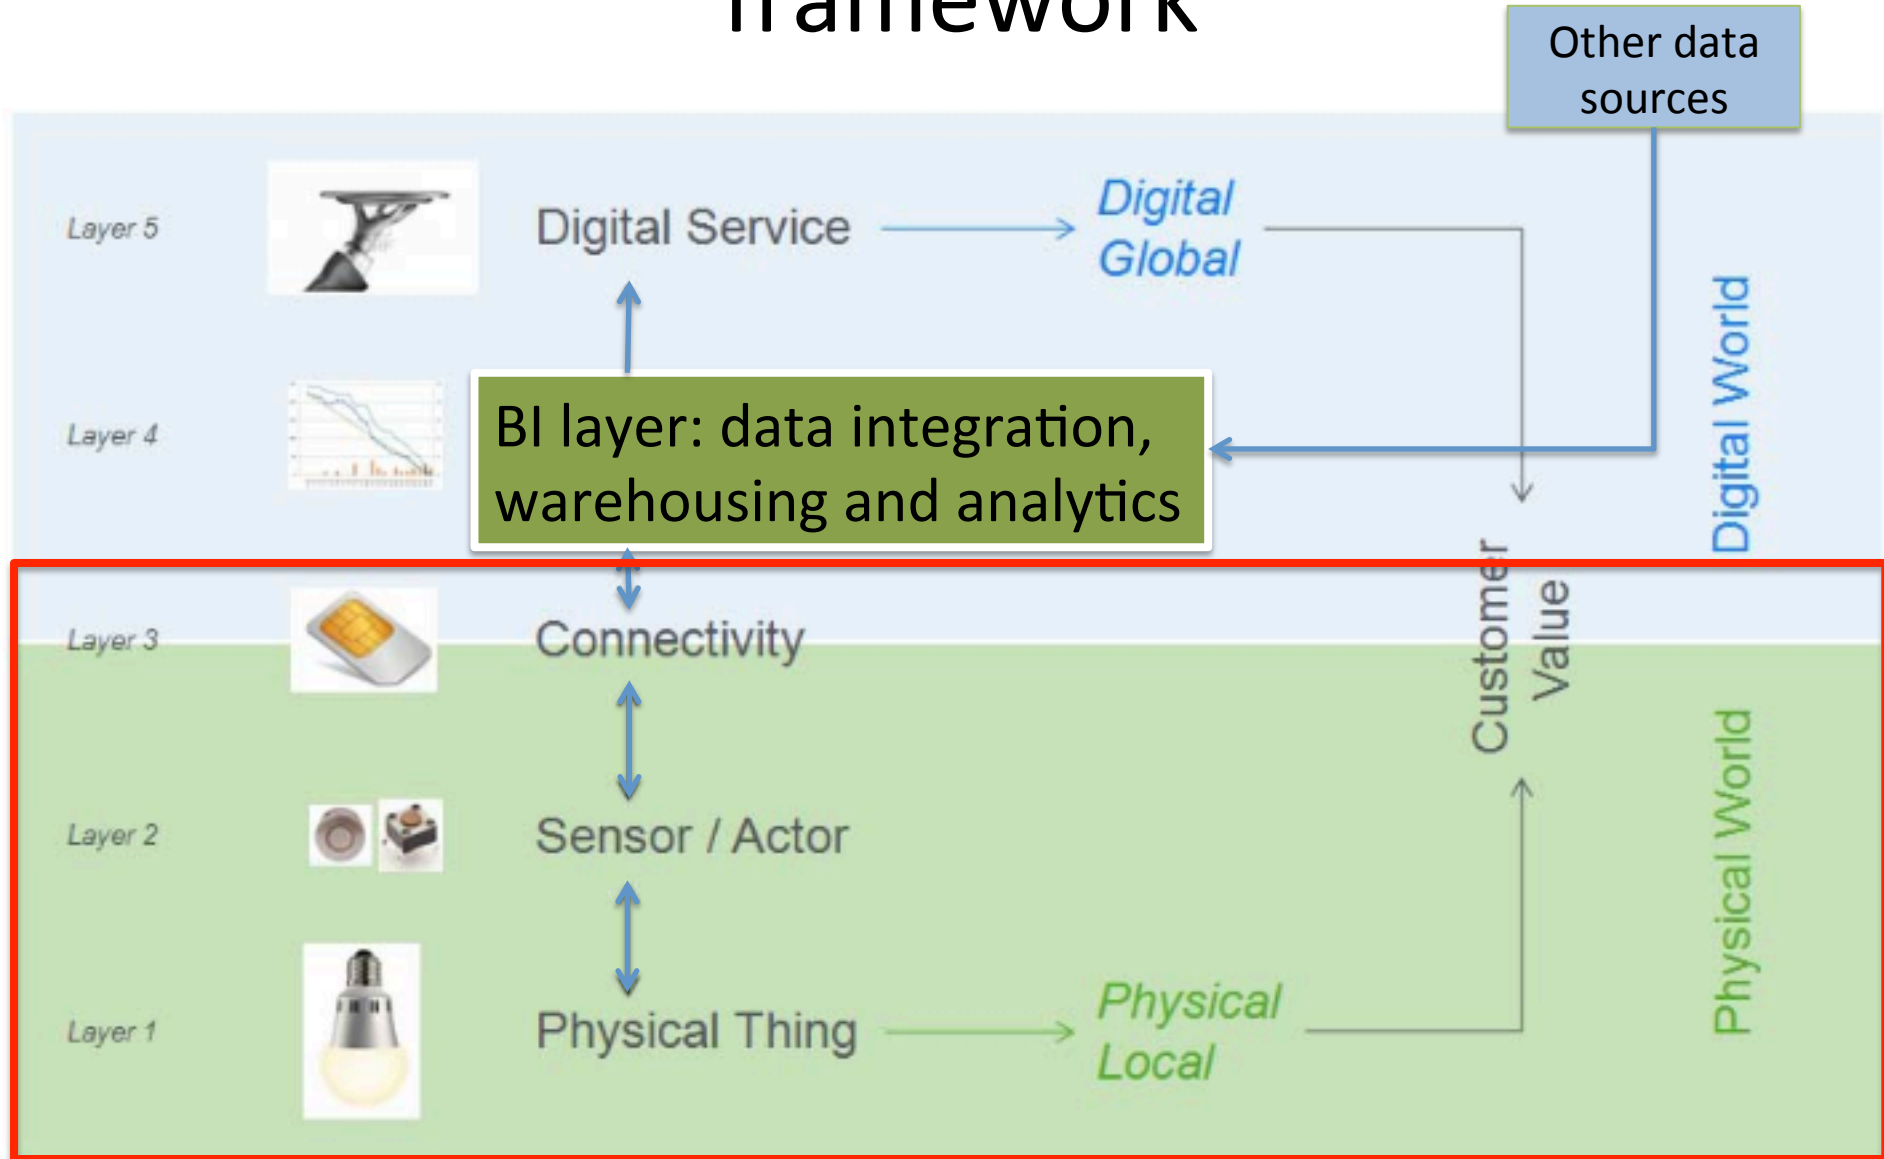 framework
Other data
sources
Layer 5
Digital Service
Digital
Global
Layer 4
BI layer: data integration,
warehousing and analytics
Digital World
Layer 3
Connectivity
Customer
Value
Layer 2
Sensor / Actor
Physical World
Layer 1
Physical Thing
Physical
Local